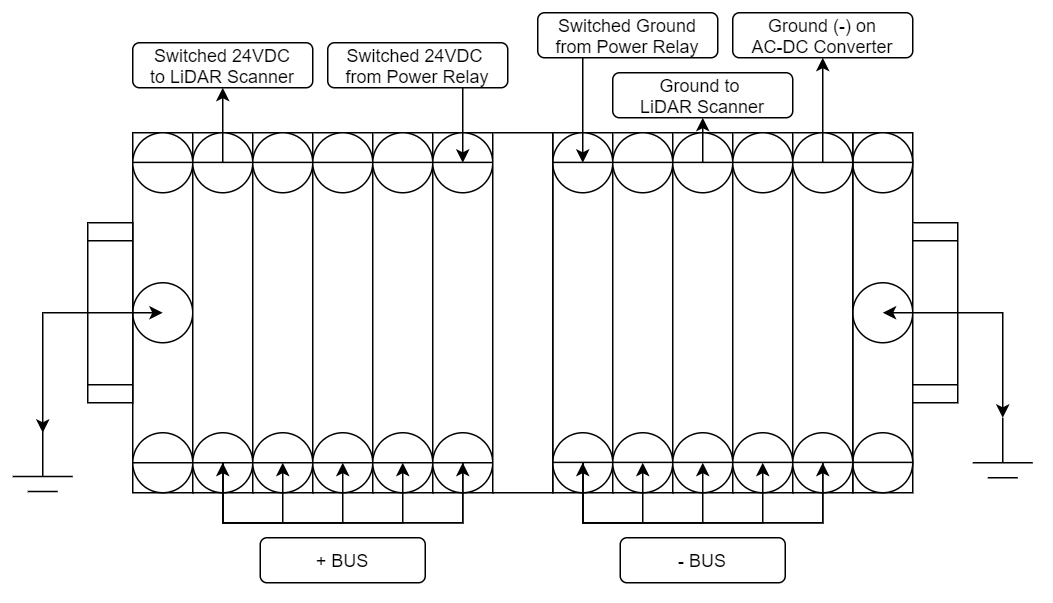 Switched Ground
from Power Relay
Ground (-) on
AC-DC Converter
Switched 24VDC
to LiDAR Scanner
Switched 24VDC
from Power Relay
Ground to
LiDAR Scanner
+ BUS
- BUS